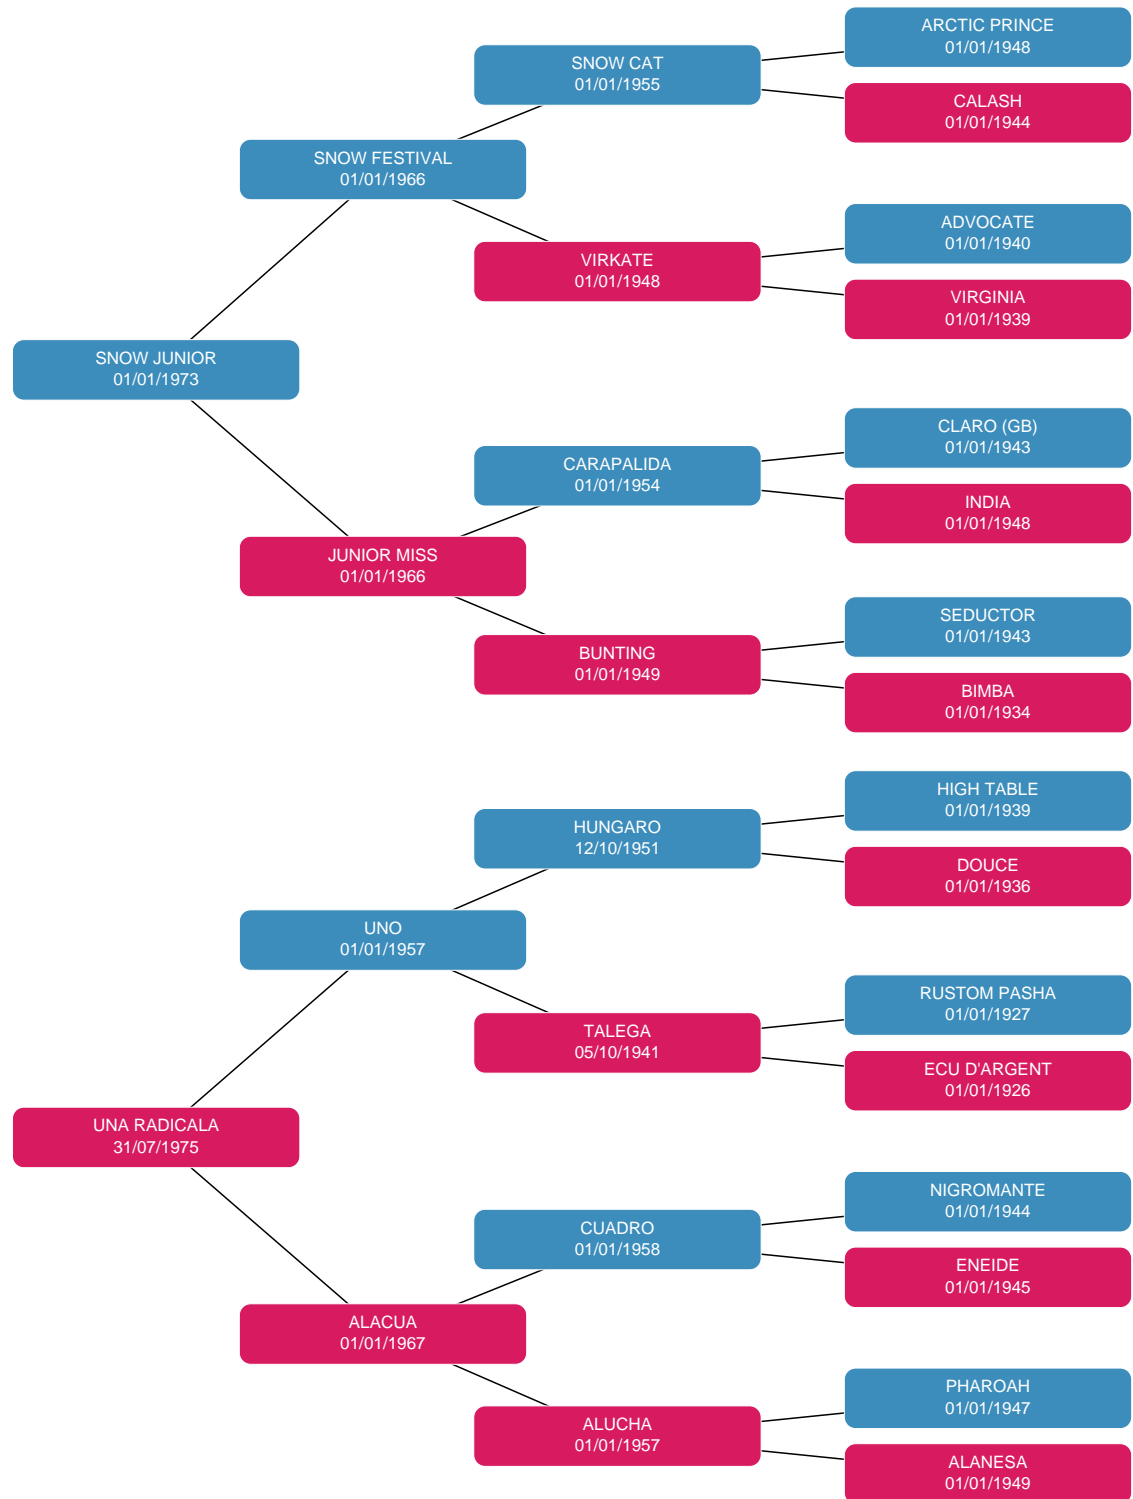 ARCTIC PRINCE
01/01/1948
SNOW CAT
01/01/1955
CALASH
01/01/1944
SNOW FESTIVAL
01/01/1966
ADVOCATE
01/01/1940
VIRKATE
01/01/1948
VIRGINIA
01/01/1939
SNOW JUNIOR
01/01/1973
CLARO (GB)
01/01/1943
CARAPALIDA
01/01/1954
INDIA
01/01/1948
JUNIOR MISS
01/01/1966
SEDUCTOR
01/01/1943
BUNTING
01/01/1949
BIMBA
01/01/1934
HIGH TABLE
01/01/1939
HUNGARO
12/10/1951
DOUCE
01/01/1936
UNO
01/01/1957
RUSTOM PASHA
01/01/1927
TALEGA
05/10/1941
ECU D'ARGENT
01/01/1926
UNA RADICALA
31/07/1975
NIGROMANTE
01/01/1944
CUADRO
01/01/1958
ENEIDE
01/01/1945
ALACUA
01/01/1967
PHAROAH
01/01/1947
ALUCHA
01/01/1957
ALANESA
01/01/1949